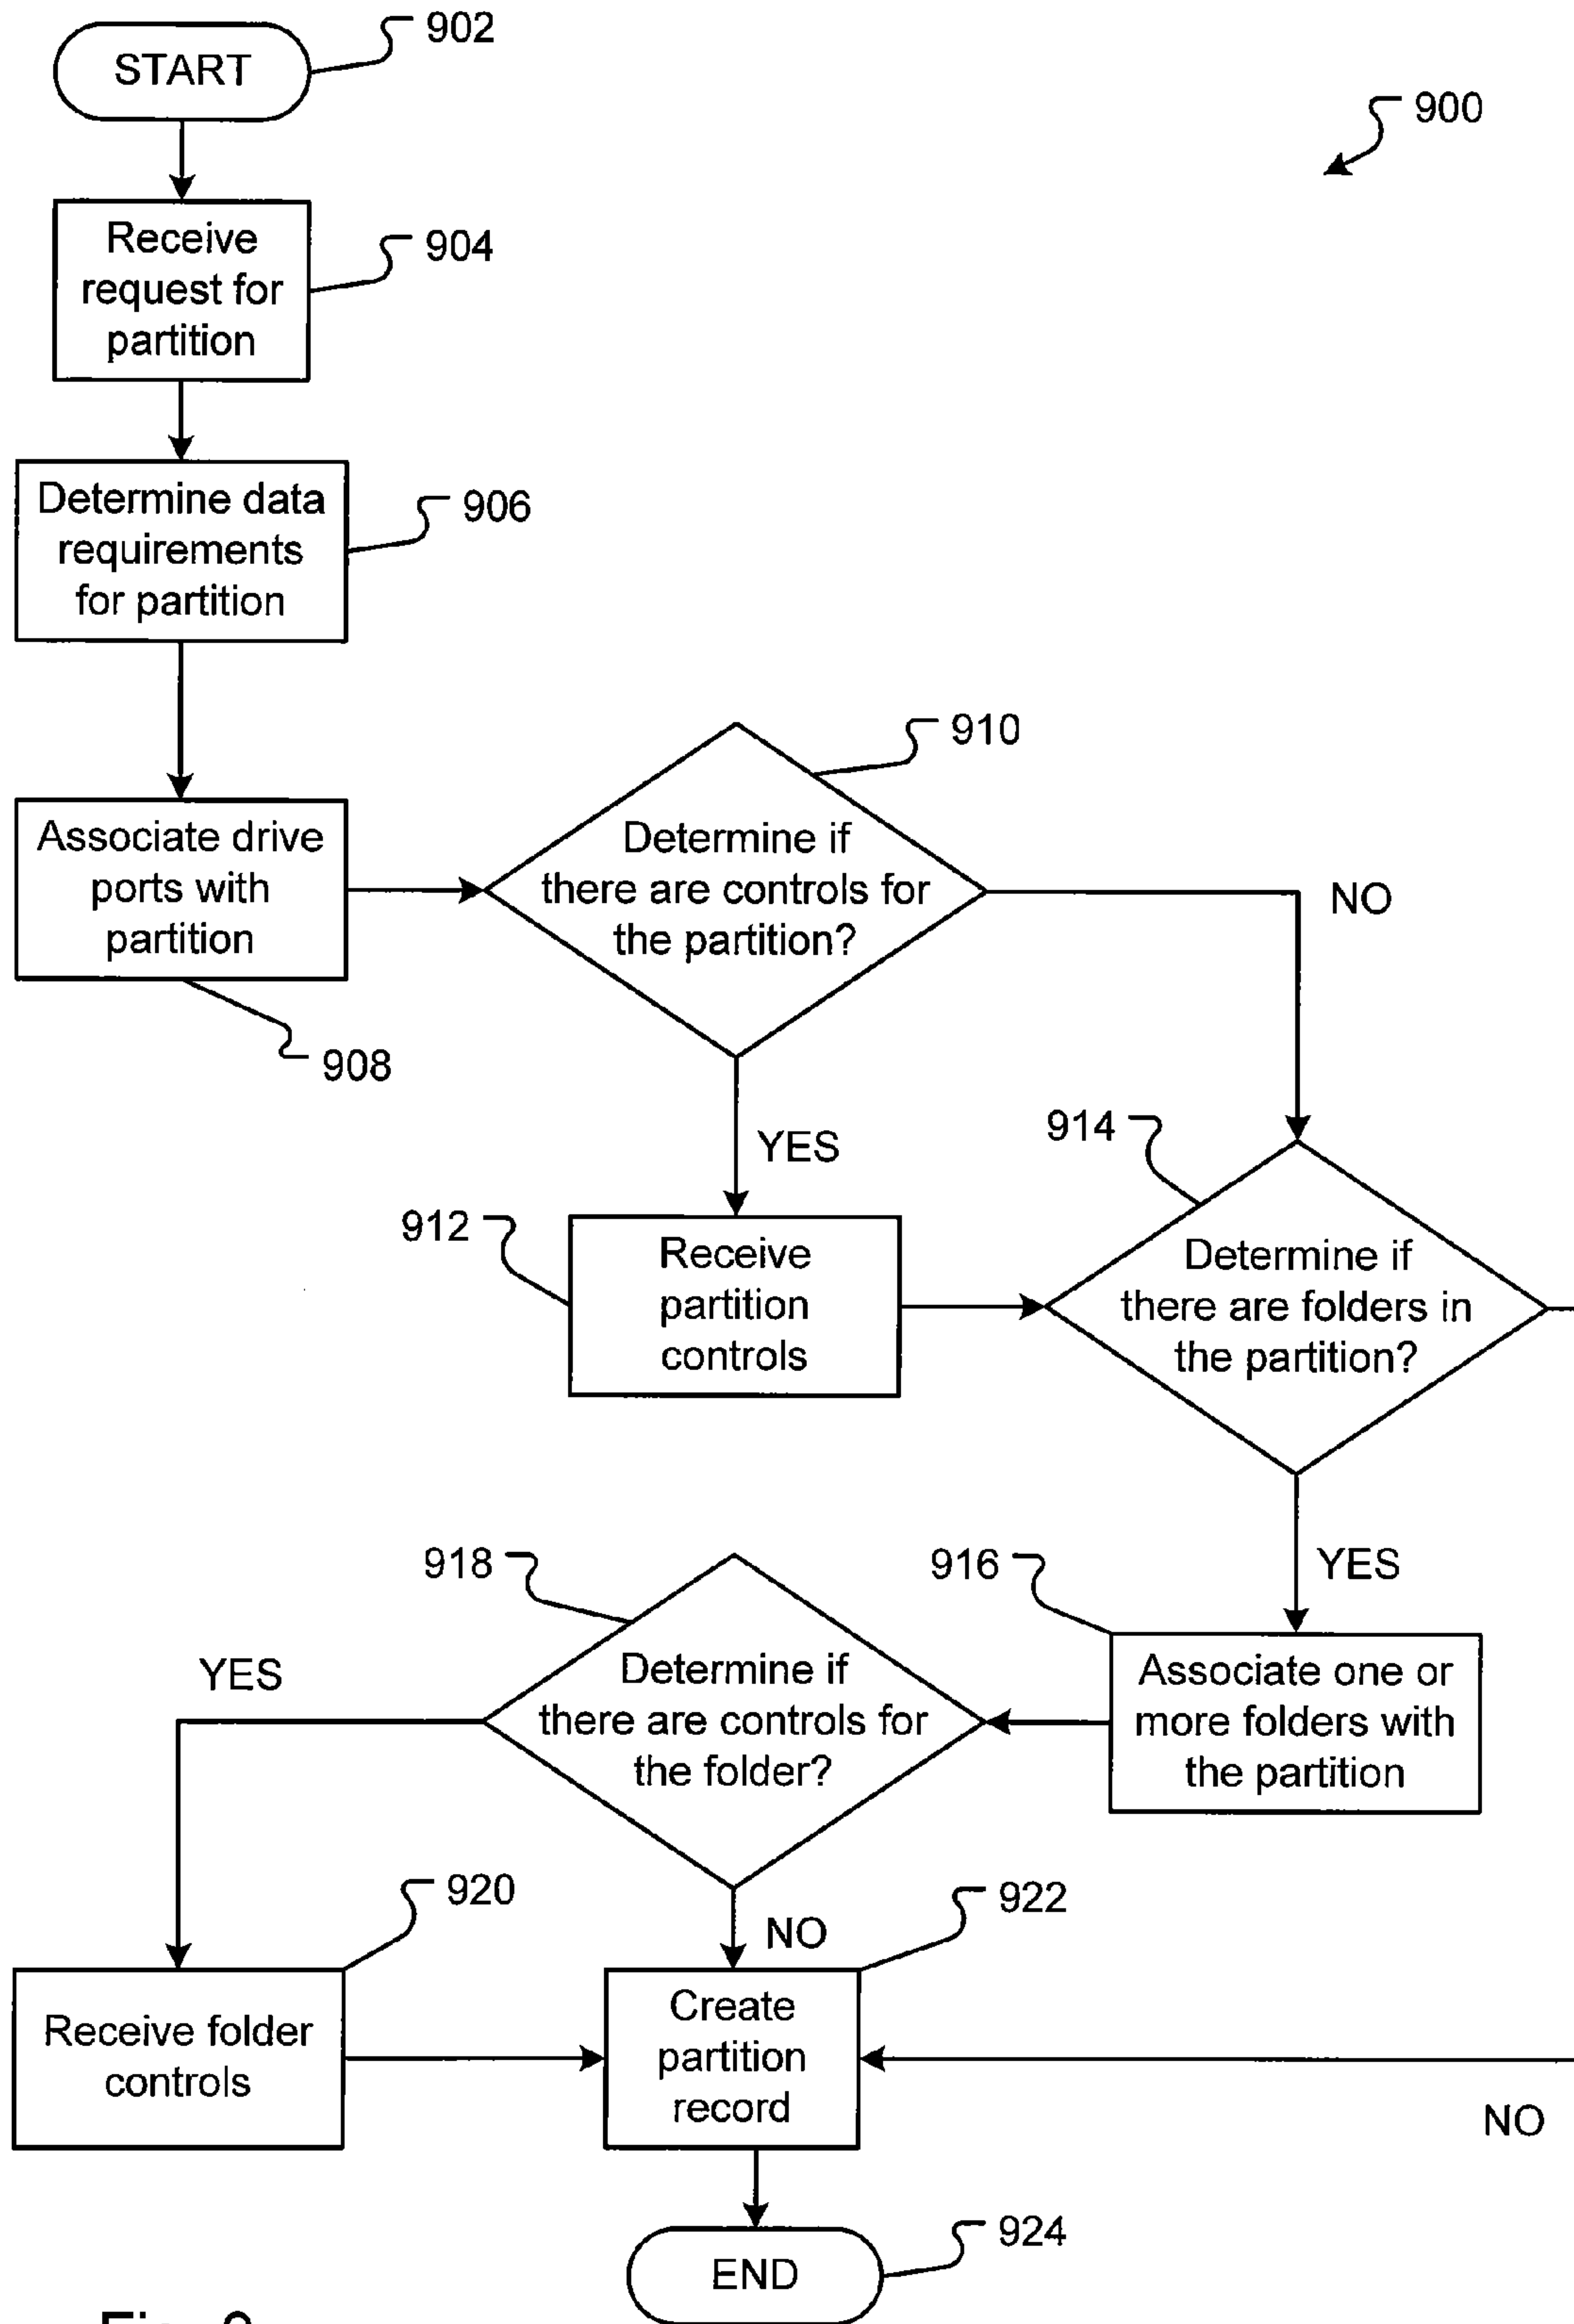 START
902
900
Receive
request for
partition
904
Determine data
requirements
for partition
906
Associate drive
ports with
partition
908
Determine if
there are controls for
the partition?
910
NO
YES
Receive
partition
controls
912
Determine if
there are folders in
the partition?
914
YES
Associate one or
more folders with
the partition
916
Determine if
there are controls for
the folder?
918
YES
NO
Receive folder
controls
920
Create
partition
record
922
NO
END
924